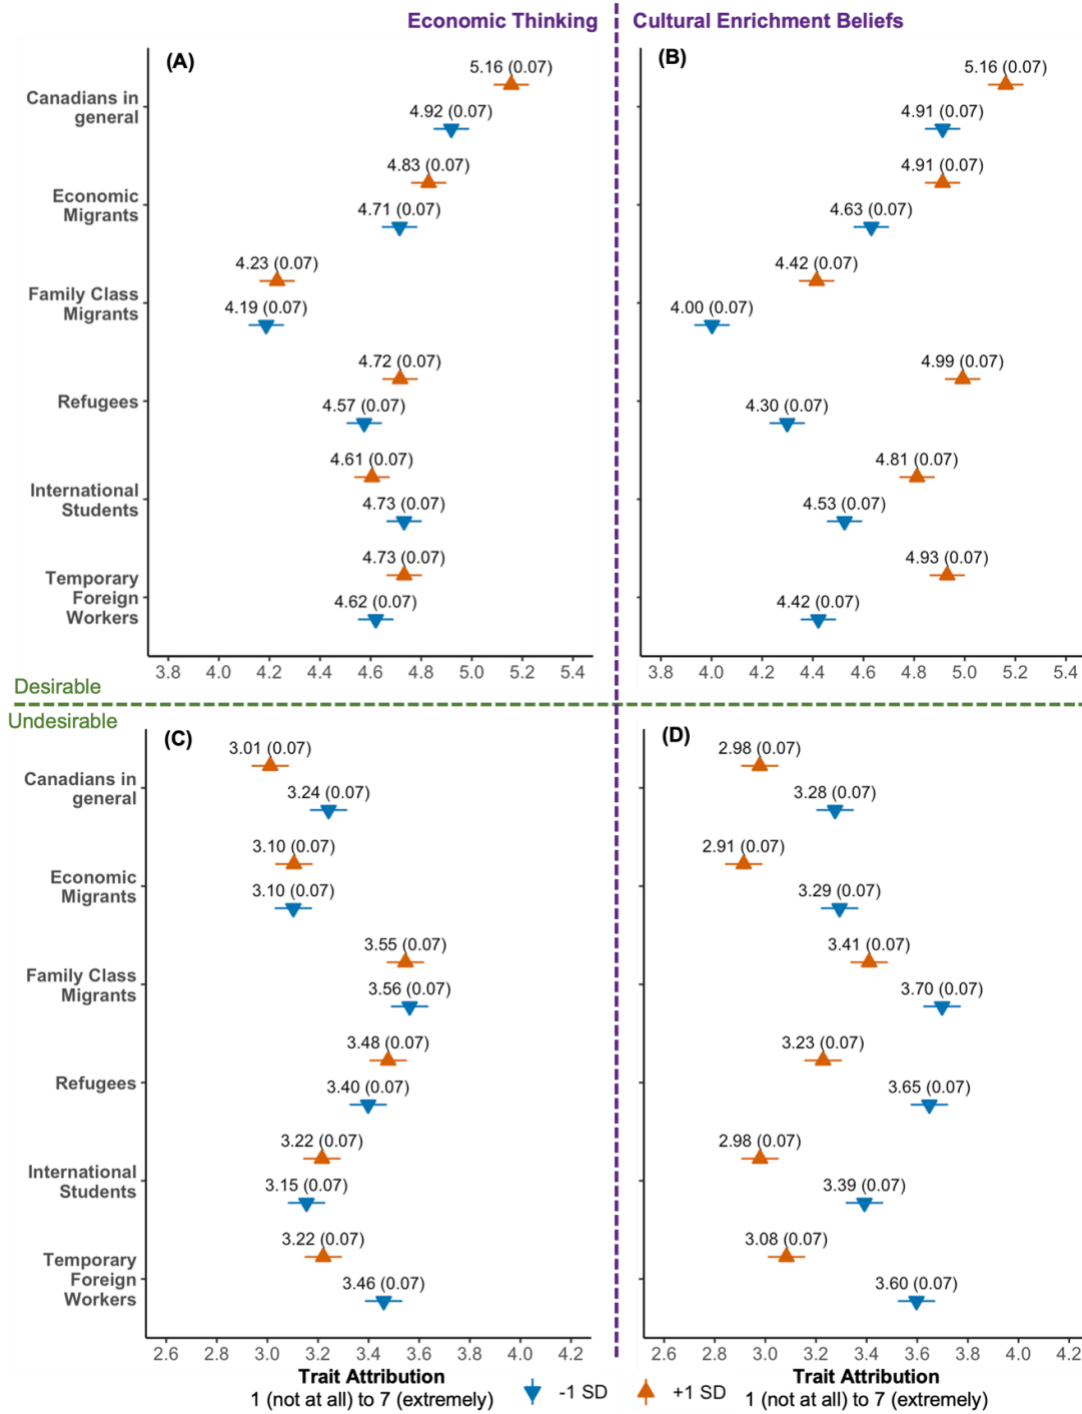 Economic Thinking
Cultural Enrichment Beliefs
(A)
5.16 (0.07)
Canadians in
general
4.92 (0.07)
4.83 (0.07)
Economic
Migrants
4.71 (0.07)
4.23 (0.07)
Family Class
Migrants
4.19 (0.07)
4.72 (0.07)
Refugees
4.57 (0.07)
4.61 (0.07)
International
Students
4.73 (0.07)
4.73 (0.07)
Temporary
Foreign
Workers
4.62 (0.07)
3.8 4.0 4.2 4.4 4.6 4.8 5.0 5.2 5.4
(B)
5.16 (0.07)
4.91 (0.07)
4.91 (0.07)
4.63 (0.07)
4.42 (0.07)
4.00 (0.07)
4.99 (0.07)
4.30 (0.07)
4.81 (0.07)
4.53 (0.07)
4.93 (0.07)
4.42 (0.07)
3.8 4.0 4.2 4.4 4.6 4.8 5.0 5.2 5.4
Desirable
Undesirable
(C)
3.01 (0.07)
Canadians in
general
3.24 (0.07)
3.10 (0.07)
Economic
Migrants
3.10 (0.07)
3.55 (0.07)
Family Class
Migrants
3.56 (0.07)
3.48 (0.07)
Refugees
3.40 (0.07)
3.22 (0.07)
International
Students
3.15 (0.07)
3.22 (0.07)
Temporary
Foreign
Workers
3.46 (0.07)
2.6 2.8 3.0 3.2 3.4 3.6 3.8 4.0 4.2
Trait Attribution
1 (not at all) to 7 (extremely)
(D)
2.98 (0.07)
3.28 (0.07)
2.91 (0.07)
3.29 (0.07)
3.41 (0.07)
3.70 (0.07)
3.23 (0.07)
3.65 (0.07)
2.98 (0.07)
3.39 (0.07)
3.08 (0.07)
3.60 (0.07)
2.6 2.8 3.0 3.2 3.4 3.6 3.8 4.0 4.2
Trait Attribution
1 (not at all) to 7 (extremely)
-1 SD
+1 SD